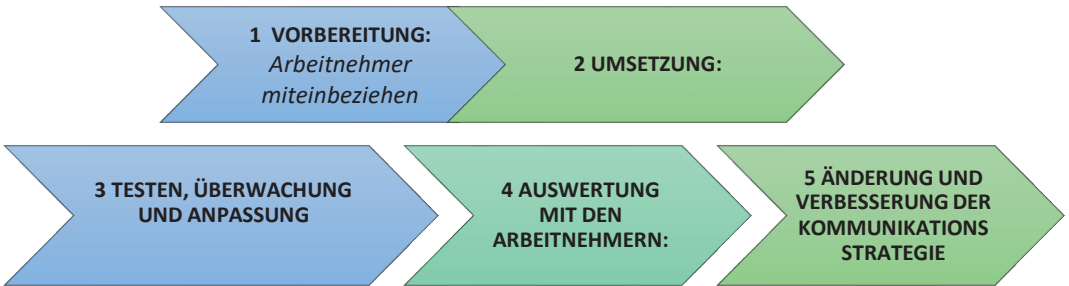 1 VORBEREITUNG:
Arbeitnehmer
miteinbeziehen
2 UMSETZUNG:
3 TESTEN, ÜBERWACHUNG
UND ANPASSUNG
4 AUSWERTUNG
MIT DEN
ARBEITNEHMERN:
5 ÄNDERUNG UND
VERBESSERUNG DER
KOMMUNIKATIONS
STRATEGIE